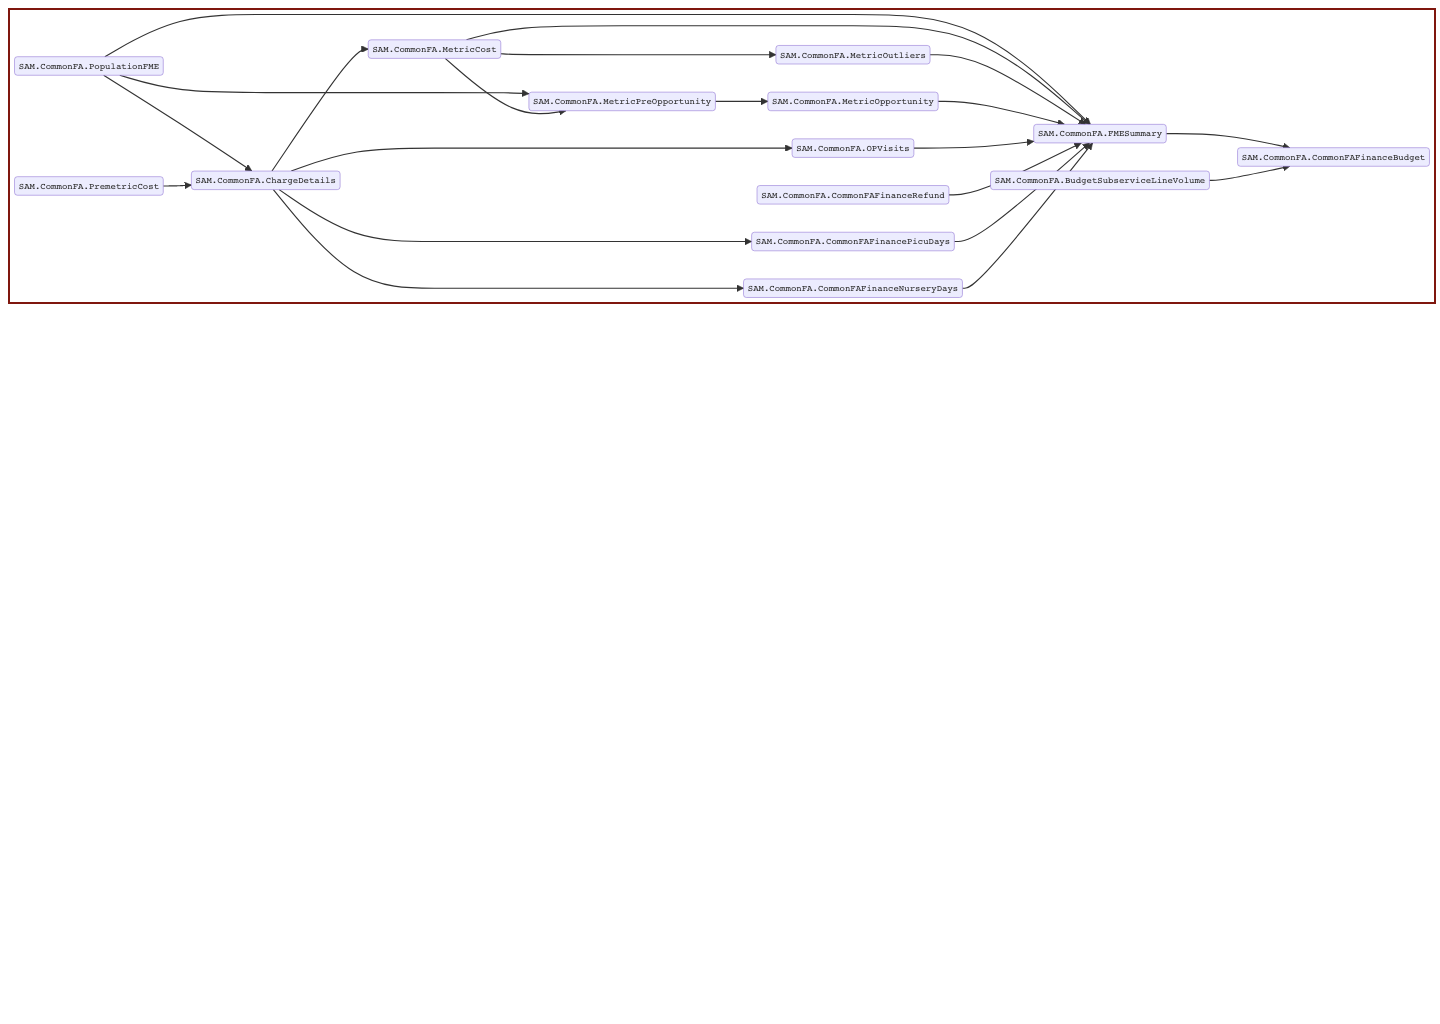 SAM.CommonFA.PopulationFME
SAM.CommonFA.PremetricCost
SAM.CommonFA.ChargeDetails
SAM.CommonFA.MetricCost
SAM.CommonFA.MetricPreOpportunity
SAM.CommonFA.MetricOutliers
SAM.CommonFA.MetricOpportunity
SAM.CommonFA.OPVisits
SAM.CommonFA.CommonFAFinanceRefund
SAM.CommonFA.CommonFAFinancePicuDays
SAM.CommonFA.CommonFAFinanceNurseryDays
SAM.CommonFA.FMESummary
SAM.CommonFA.BudgetSubserviceLineVolume
SAM.CommonFA.CommonFAFinanceBudget